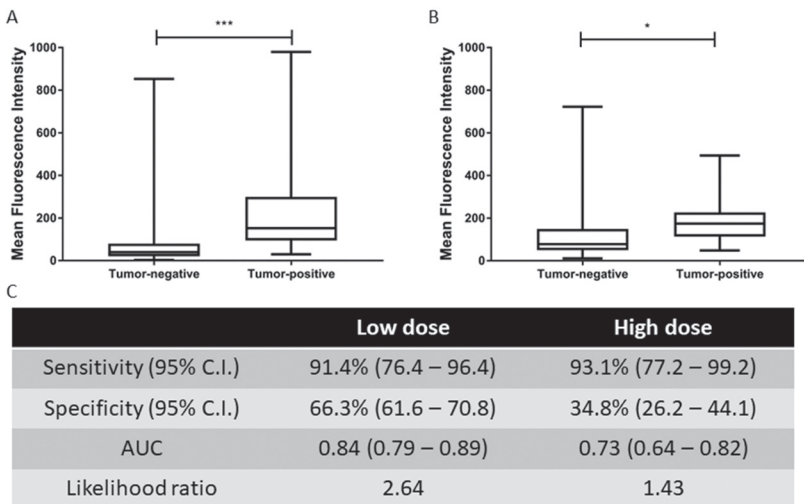 A
B
***
*
Mean Fluorescence Intensity
1000
800
600
400
200
0
Tumor-negative Tumor-positive
Mean Fluorescence Intensity
1000
800
600
400
200
0
Tumor-negative Tumor-positive
C
Low dose High dose
Sensitivity (95% C.I.) 91.4% (76.4 – 96.4) 93.1% (77.2 – 99.2)
Specificity (95% C.I.) 66.3% (61.6 – 70.8) 34.8% (26.2 – 44.1)
AUC 0.84 (0.79 – 0.89) 0.73 (0.64 – 0.82)
Likelihood ratio 2.64 1.43